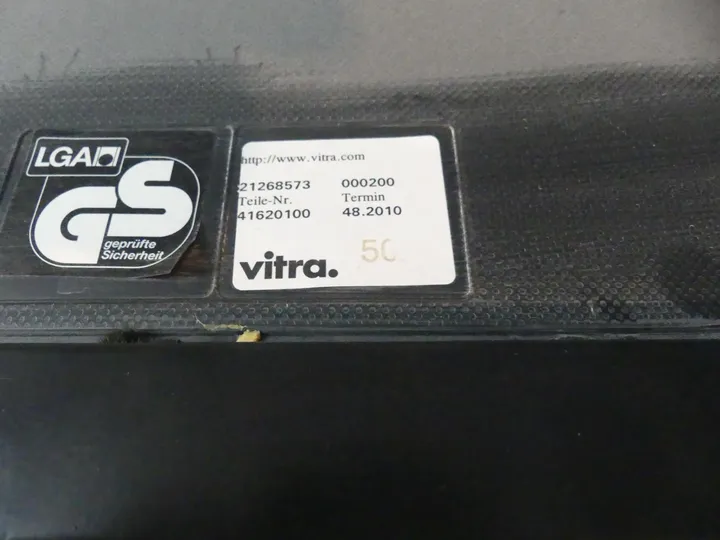 LGA
GS
geprüfte
Sicherheit
http://www.vitra.com
21268573 000200
Teile-Nr. Termin
41620100 48.2010
50
vitra.